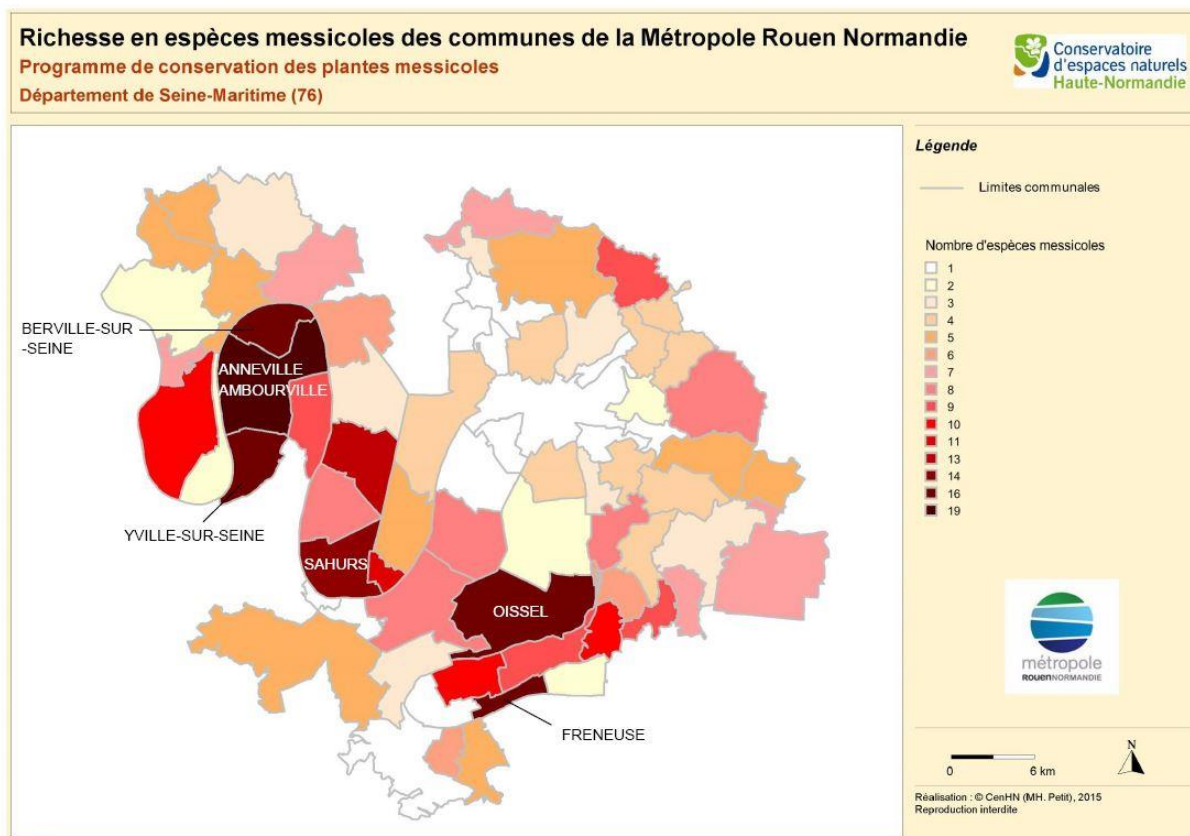 Richesse en espèces messicoles des communes de la Métropole Rouen Normandie
Programme de conservation des plantes messicoles
Département de Seine-Maritime (76)
Conservatoire
d'espaces naturels
Haute-Normandie
BERVILLE-SUR
-SEINE
ANNEVILLE
AMBOURVILLE
YVILLE-SUR-SEINE
SAHURS
OISSEL
FRENEUSE
Légende
Limites communales
Nombre d'espèces messicoles
1
2
3
4
5
6
7
8
9
10
11
13
14
16
19
métropole
ROUENNORMANDIE
N
0 6 km
Réalisation : © CenHN (MH. Petit), 2015
Reproduction interdite